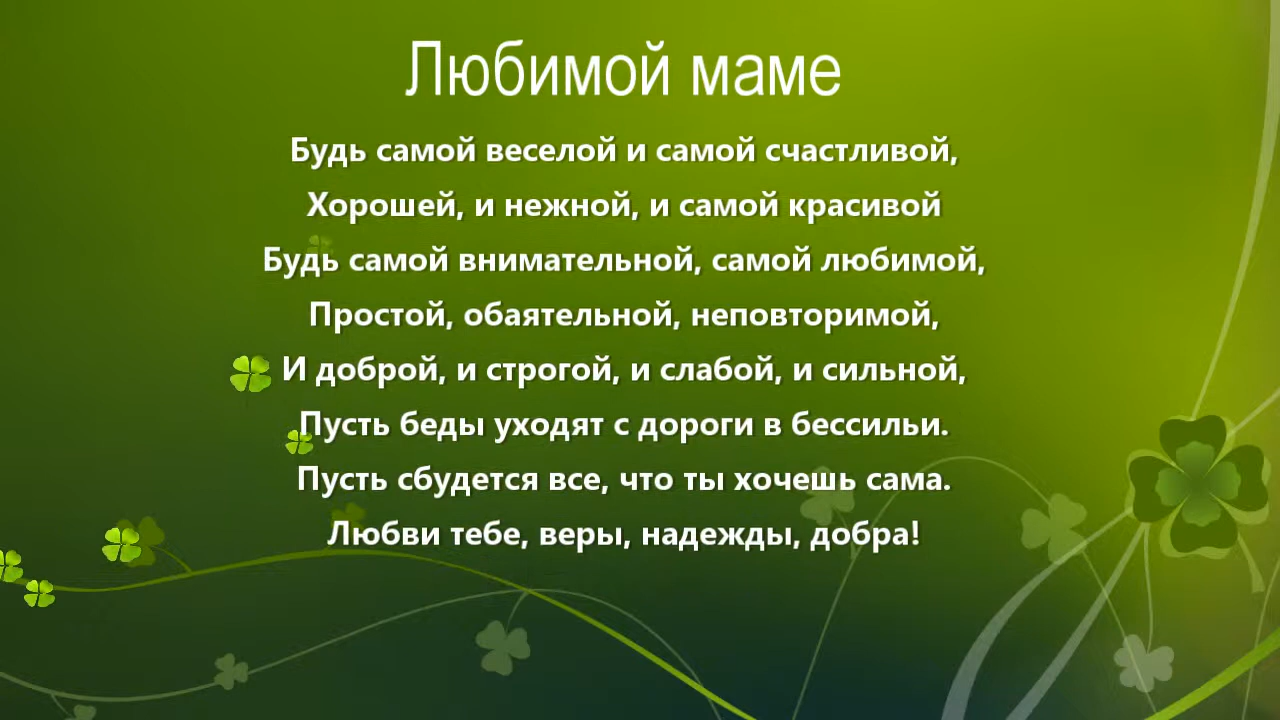 Любимой маме
Будь самой веселой и самой счастливой,
Хорошей, и нежной, и самой красивой
Будь самой внимательной, самой любимой,
Простой, обаятельной, неповторимой,
И доброй, и строгой, и слабой, и сильной,
Пусть беды уходят с дороги в бессильи.
Пусть сбудется все, что ты хочешь сама.
Любви тебе, веры, надежды, добра!